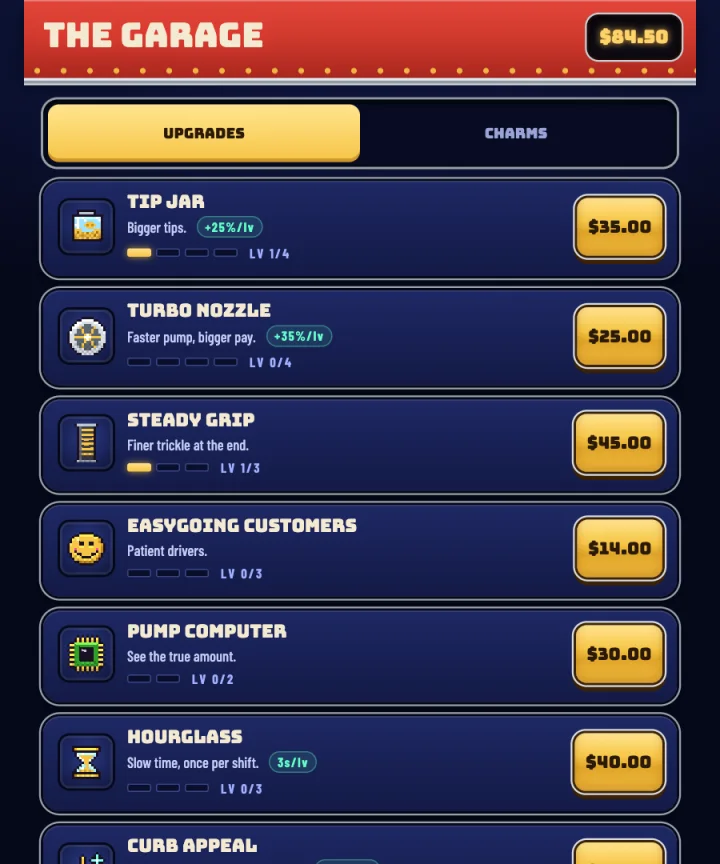 THE GARAGE
$84.50
UPGRADES
CHARMS
TIP JAR
Bigger tips. +25%/lv
LV 1/4
$35.00
TURBO NOZZLE
Faster pump, bigger pay. +35%/lv
LV 0/4
$25.00
STEADY GRIP
Finer trickle at the end.
LV 1/3
$45.00
EASYGOING CUSTOMERS
Patient drivers.
LV 0/3
$14.00
PUMP COMPUTER
See the true amount.
LV 0/2
$30.00
HOURGLASS
Slow time, once per shift. 3s/lv
LV 0/3
$40.00
CURB APPEAL